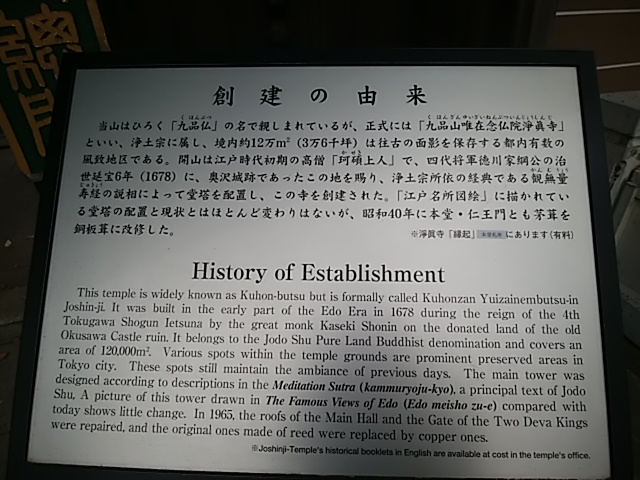 創建の由来
当山はひろく「九品仏」の名で親しまれているが、正式には「九品山唯在念仏院淨眞寺」
といい、浄土宗に属し、境内約12万m²(3万6千坪)は往古の面影を保存する都内有数の
風致地区である。開山は江戸時代初期の高僧「珂碩上人」で、四代将軍徳川家綱公の治
世延宝6年(1678)に、奥沢城跡であったこの地を賜り、浄土宗所依の経典である観無量
寿経の説相によって堂塔を配置し、この寺を創建された。「江戸名所図絵」に描かれてい
る堂塔の配置と現状とはほとんど変わりはないが、昭和40年に本堂・仁王門とも茅葺を
銅板葺に改修した。
※淨眞寺「縁起」 にあります(有料)
History of Establishment
This temple is widely known as Kuhon-butsu but is formally called Kuhonzan Yuizainembutsu-in
Joshin-ji. It was built in the early part of the Edo Era in 1678 during the reign of the 4th
Tokugawa Shogun Ietsuna by the great monk Kaseki Shonin on the donated land of the old
Okusawa Castle ruin. It belongs to the Jodo Shu Pure Land Buddhist denomination and covers an
area of 120,000m². Various spots within the temple grounds are prominent preserved areas in
Tokyo city. These spots still maintain the ambiance of previous days. The main tower was
designed according to descriptions in the Meditation Sutra (kammuryoju-kyo), a principal text of Jodo
Shu, A picture of this tower drawn in The Famous Views of Edo (Edo meisho zu-e) compared with
today shows little change. In 1965, the roofs of the Main Hall and the Gate of the Two Deva Kings
were repaired, and the original ones made of reed were replaced by copper ones.
※Joshinji-Temple's historical booklets in English are available at cost in the temple's office.